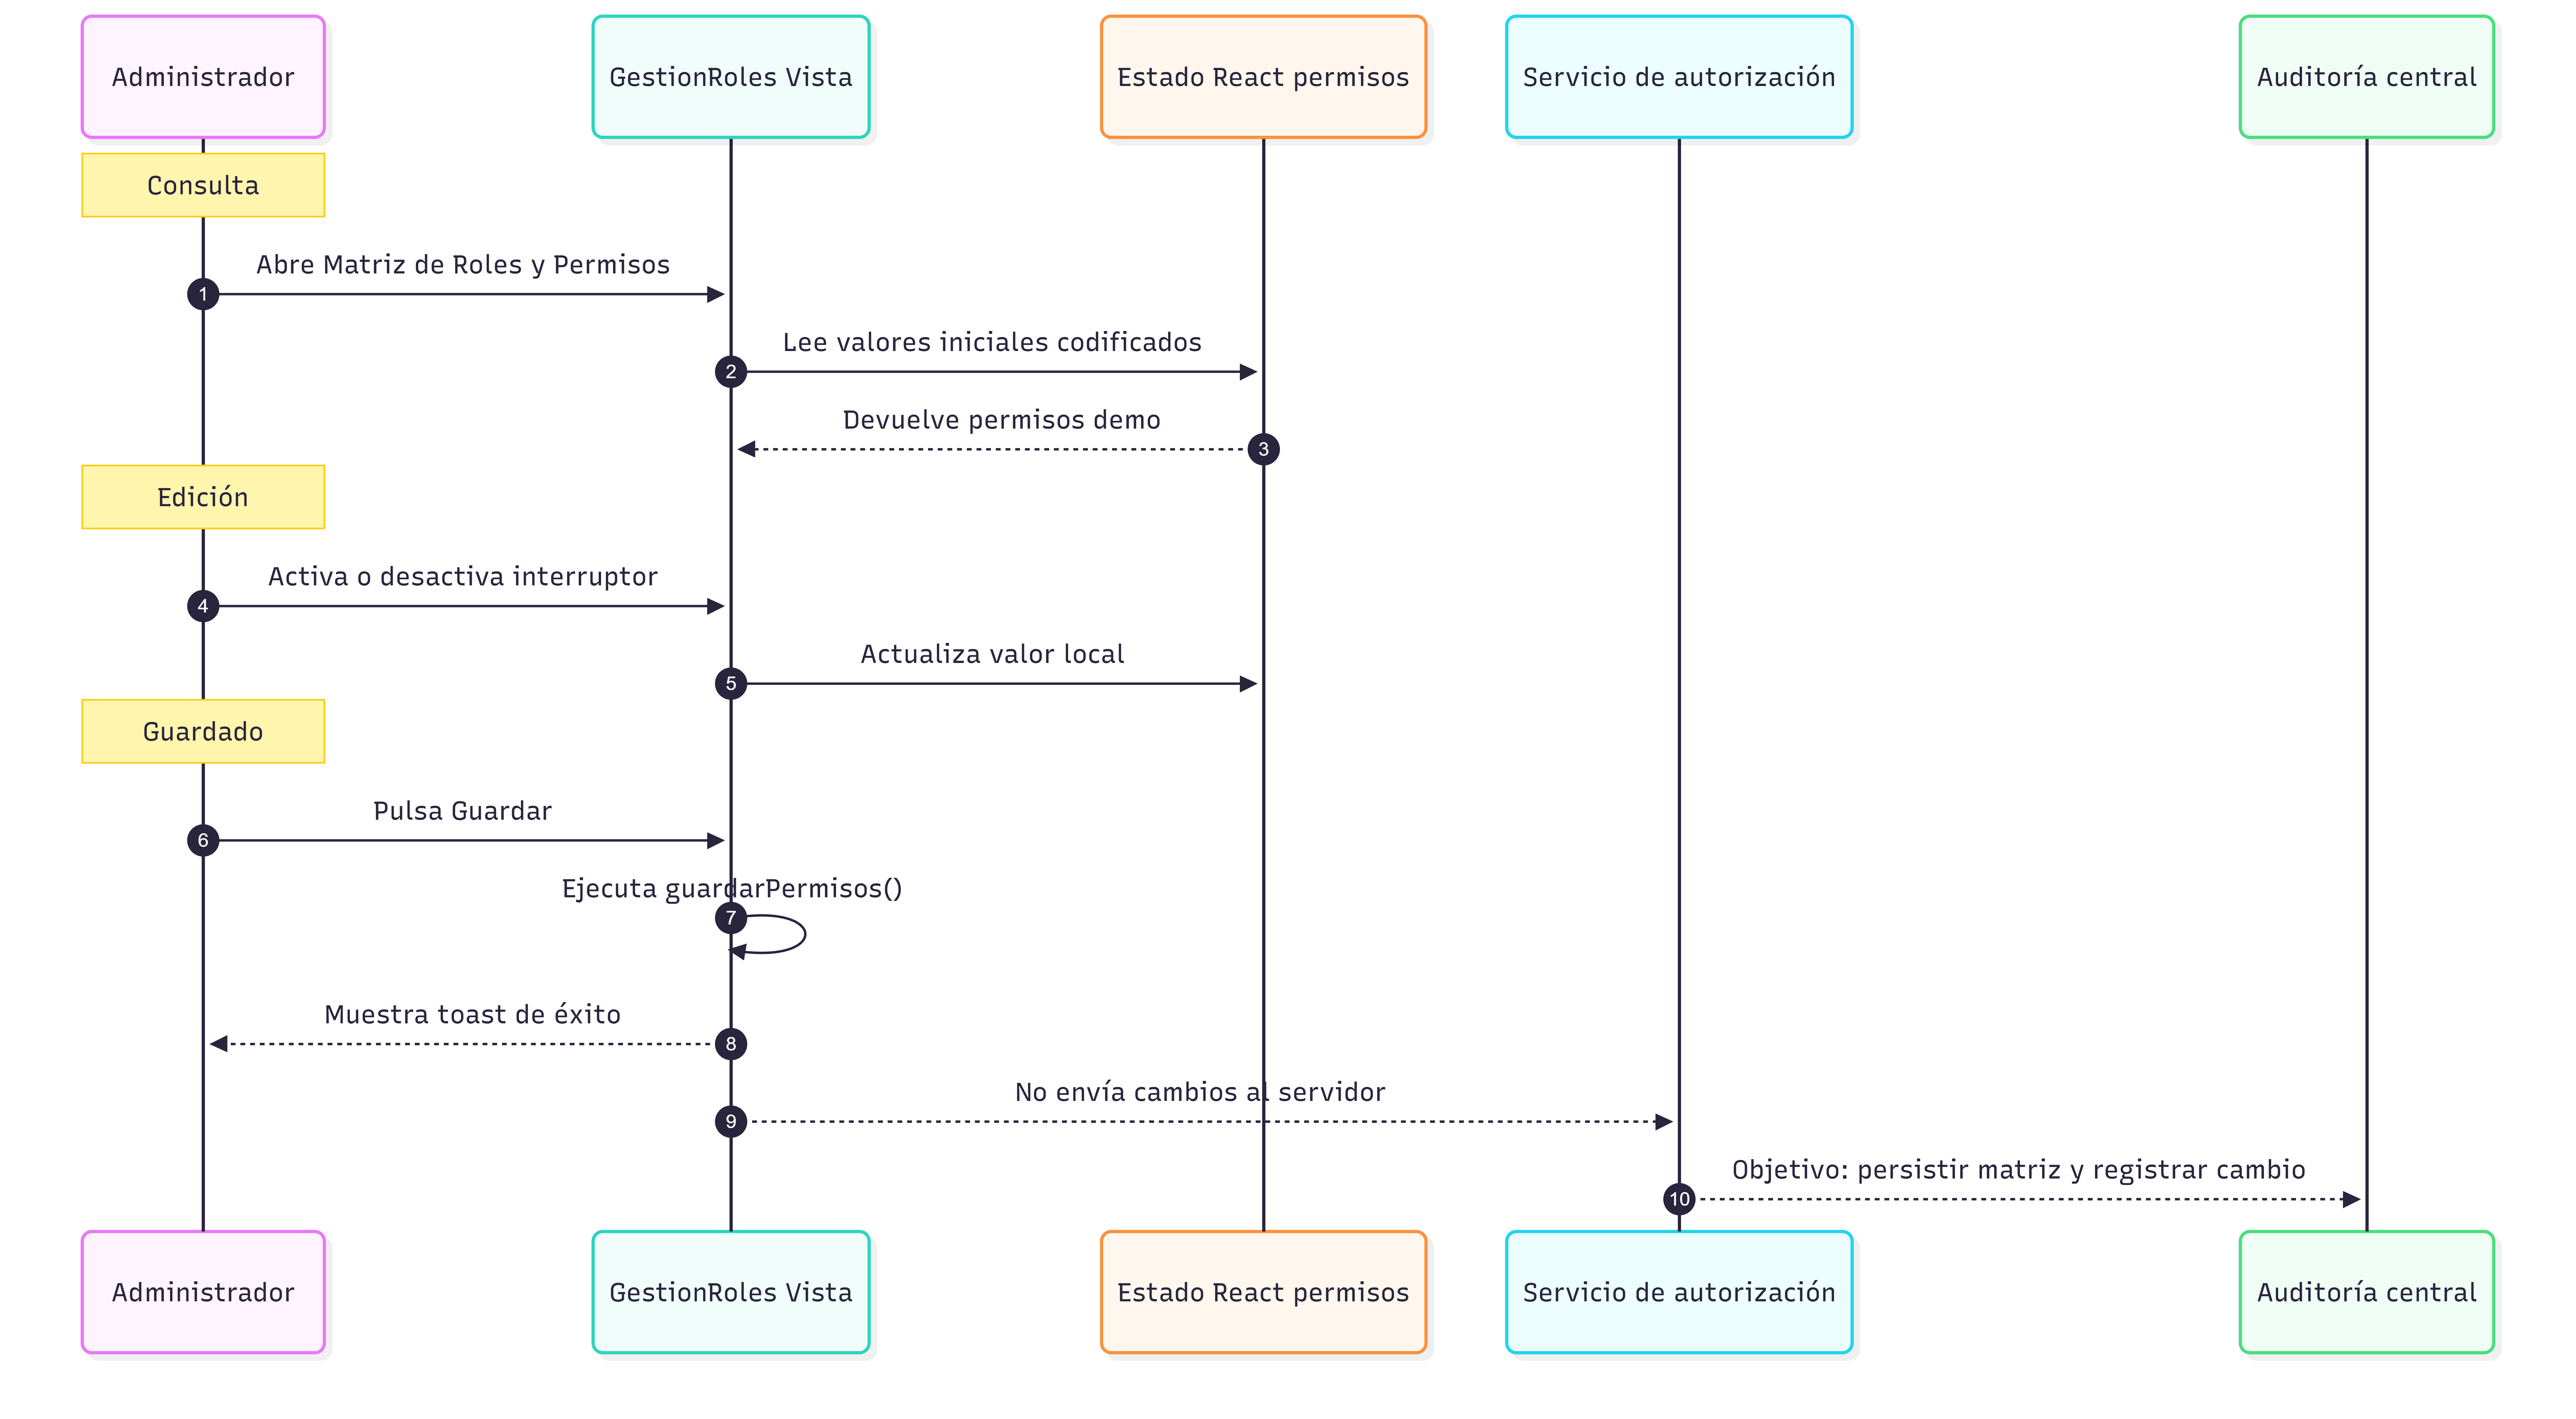 Administrador
GestionRoles Vista
Estado React permisos
Servicio de autorización
Auditoría central
Consulta
Abre Matriz de Roles y Permisos
1
Lee valores iniciales codificados
2
Devuelve permisos demo
3
Edición
Activa o desactiva interruptor
4
Actualiza valor local
5
Guardado
Pulsa Guardar
6
Ejecuta guardarPermisos()
7
Muestra toast de éxito
8
No envía cambios al servidor
9
Objetivo: persistir matriz y registrar cambio
10
Administrador
GestionRoles Vista
Estado React permisos
Servicio de autorización
Auditoría central